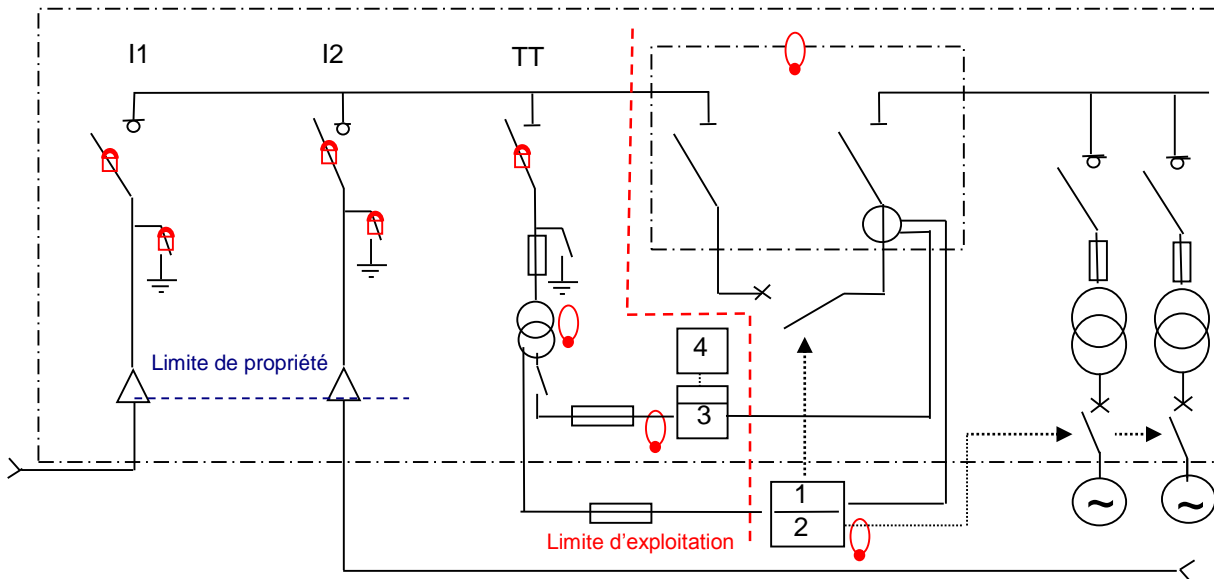 I1
I2
TT
Limite de propriété
4
3
1
2
Limite d'exploitation
~
~